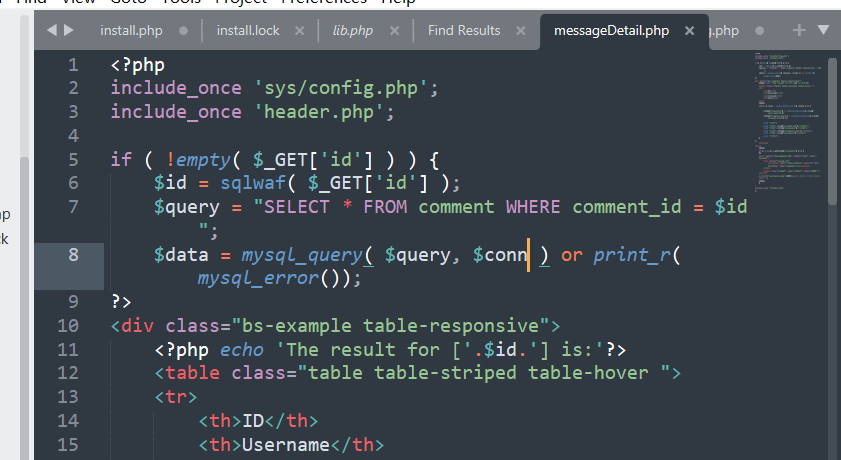 Goto Tools Project Preferences Help
install.php install.lock lib.php Find Results messageDetail.php .php
1 <?php
2 include_once 'sys/config.php';
3 include_once 'header.php';
4
5 if ( !empty( $_GET['id'] ) ) {
6 $id = sqlwaf( $_GET['id'] );
7 $query = "SELECT * FROM comment WHERE comment_id = $id
";
8 $data = mysql_query( $query, $conn ) or print_r(
mysql_error());
9 ?>
10 <div class="bs-example table-responsive">
11 <?php echo 'The result for ['.$id.'] is:'?>
12 <table class="table table-striped table-hover ">
13 <tr>
14 <th>ID</th>
15 <th>Username</th>